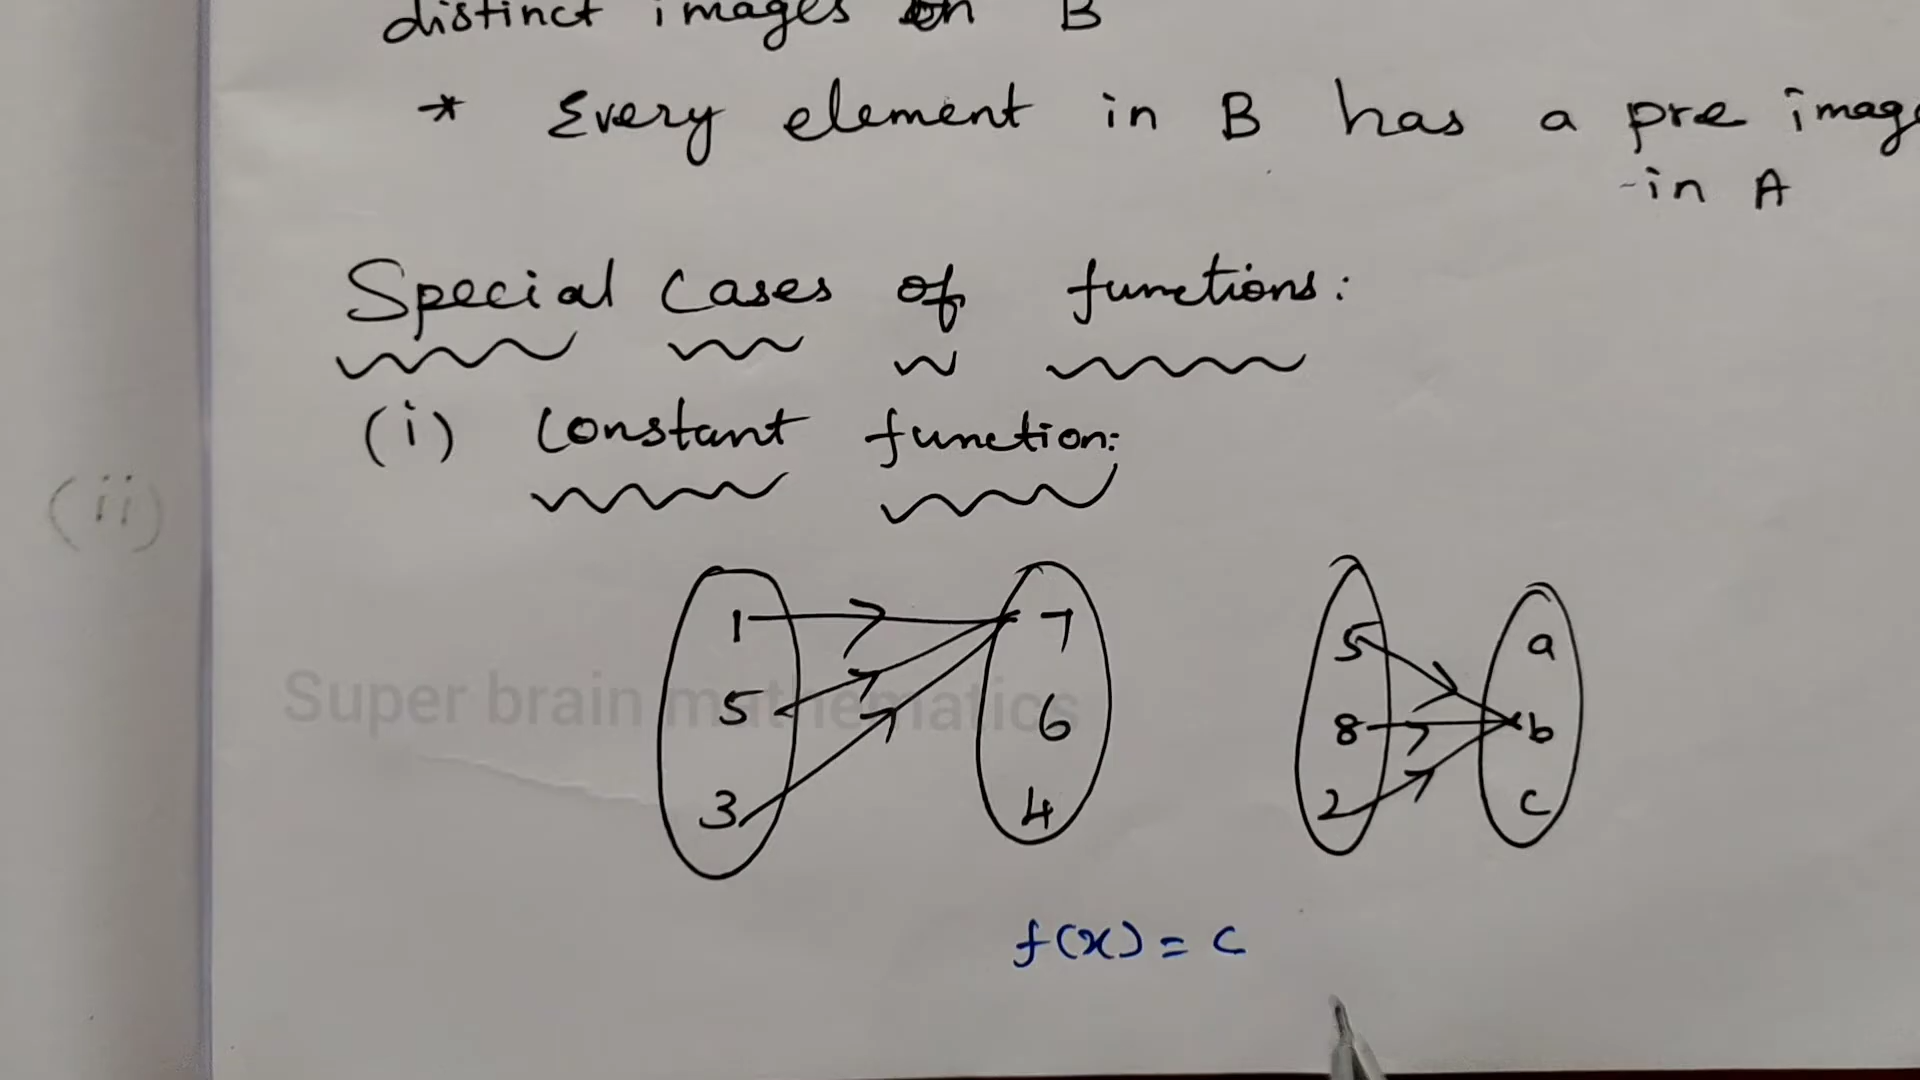 distinct images on B
* Every element in B has a pre image
in A
Special cases of functions:
(i) Constant function:
(ii)
1 7 5 a
Super brain mathematics
5 6 8 b
3 4 2 c
f(x) = c